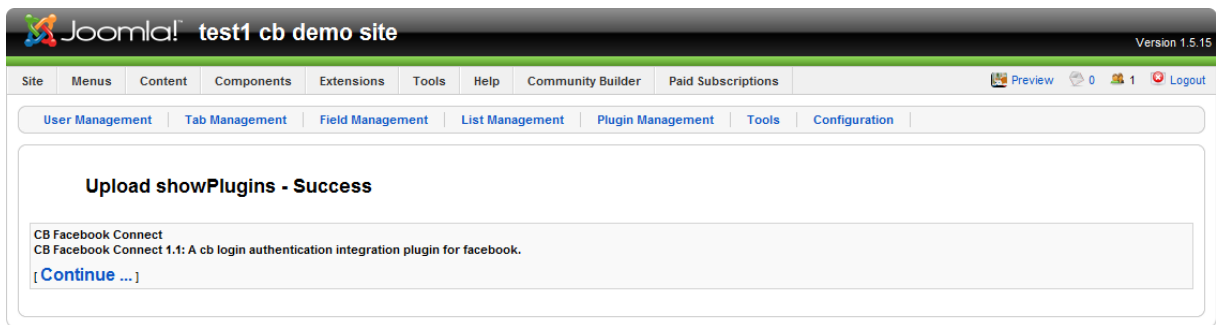 Joomla! test1 cb demo site
Version 1.5.15
Site Menus Content Components Extensions Tools Help Community Builder Paid Subscriptions Preview 0 1 Logout
User Management Tab Management Field Management List Management Plugin Management Tools Configuration
Upload showPlugins - Success
CB Facebook Connect
CB Facebook Connect 1.1: A cb login authentication integration plugin for facebook.
[ Continue ... ]